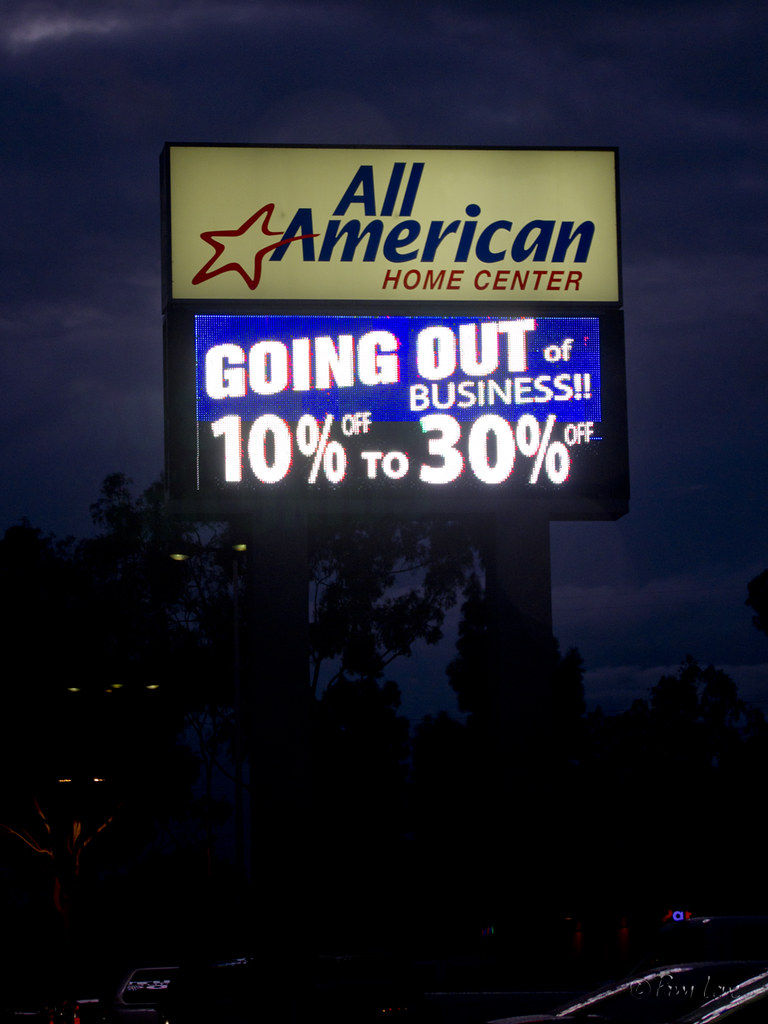 All
American
HOME CENTER
GOING OUT of
BUSINESS!!
10% OFF TO 30% OFF